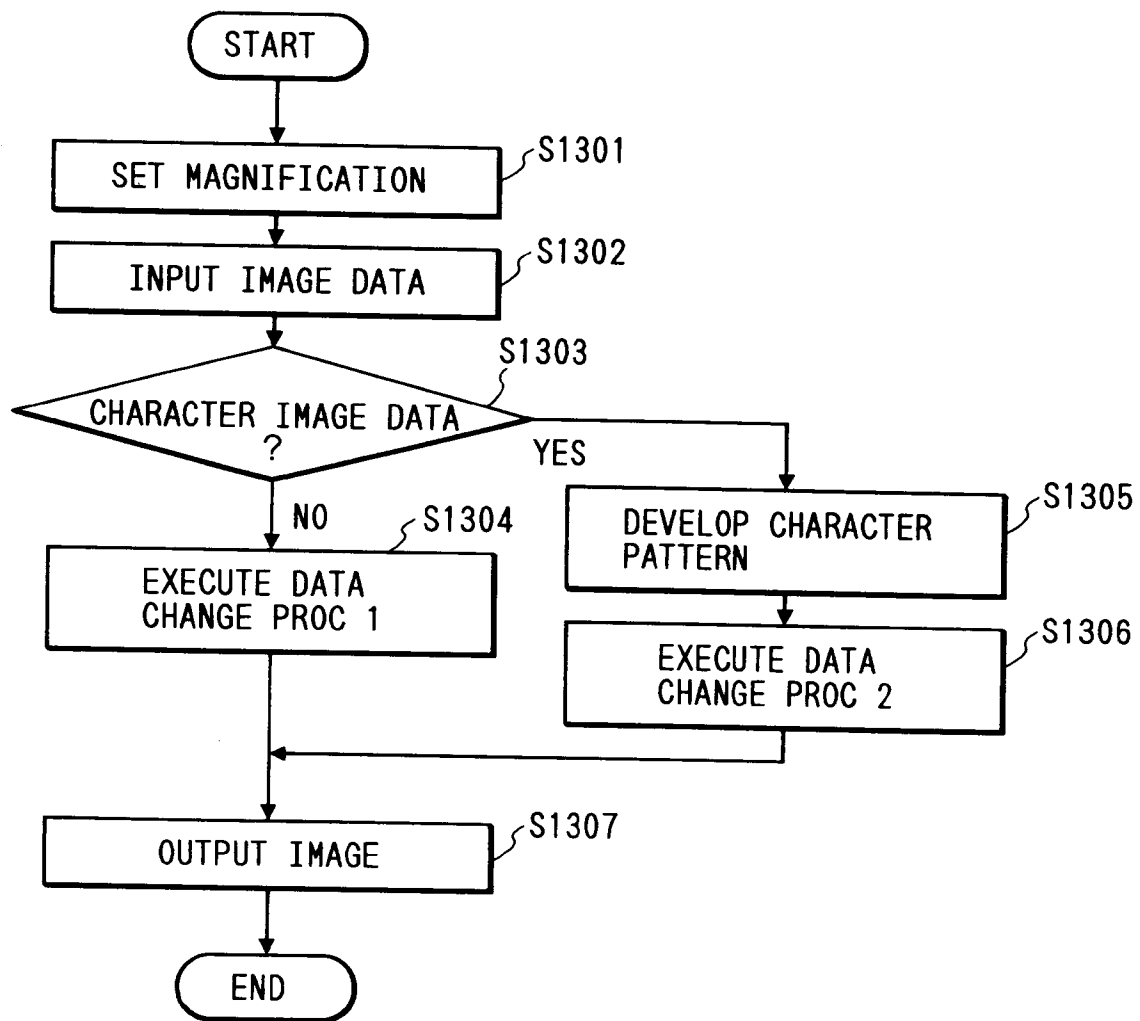 START
S1301
SET MAGNIFICATION
S1302
INPUT IMAGE DATA
S1303
CHARACTER IMAGE DATA
?
YES
NO
S1304
EXECUTE DATA
CHANGE PROC 1
S1305
DEVELOP CHARACTER
PATTERN
S1306
EXECUTE DATA
CHANGE PROC 2
S1307
OUTPUT IMAGE
END